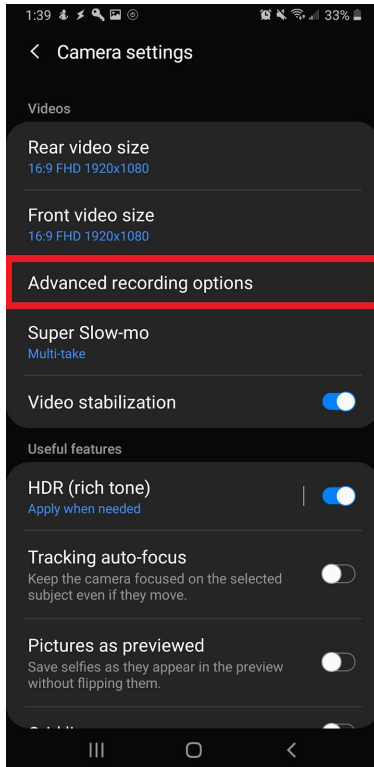 1:39 33%
Camera settings
Videos
Rear video size
16:9 FHD 1920x1080
Front video size
16:9 FHD 1920x1080
Advanced recording options
Super Slow-mo
Multi-take
Video stabilization
Useful features
HDR (rich tone)
Apply when needed
Tracking auto-focus
Keep the camera focused on the selected
subject even if they move.
Pictures as previewed
Save selfies as they appear in the preview
without flipping them.